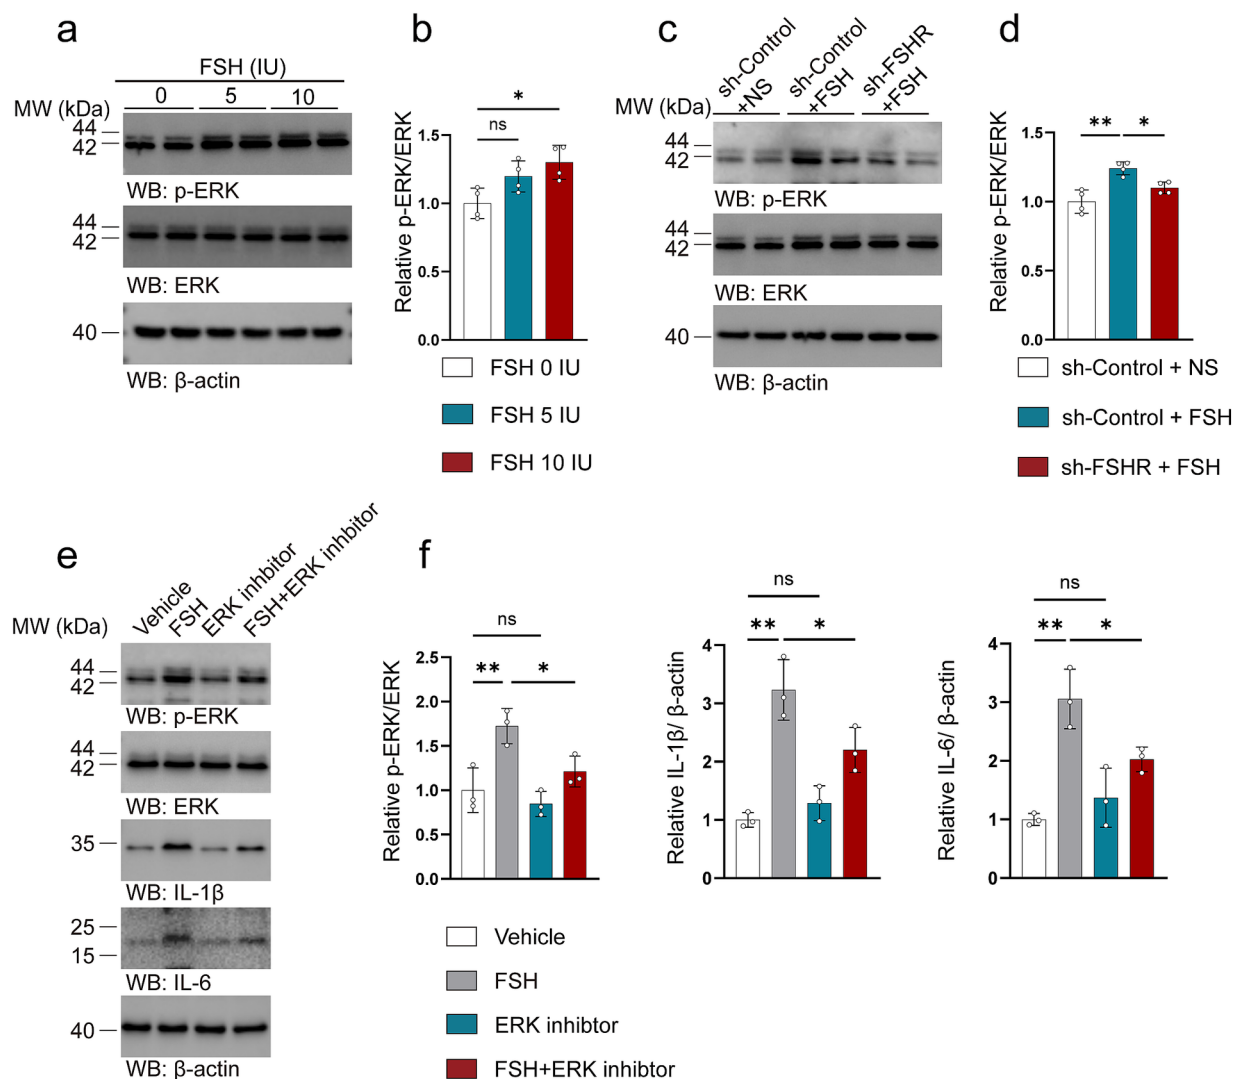 a
FSH (IU)
0 5 10
MW (kDa)
44
42
WB: p-ERK
44
42
WB: ERK
40
WB: β-actin
b
* 
ns
Relative p-ERK/ERK
1.5
1.0
0.5
0.0
FSH 0 IU
FSH 5 IU
FSH 10 IU
c
sh-Control
+NS
sh-Control
+FSH
sh-FSHR
+FSH
MW (kDa)
44
42
WB: p-ERK
44
42
WB: ERK
40
WB: β-actin
d
** *
Relative p-ERK/ERK
1.5
1.0
0.5
0.0
sh-Control + NS
sh-Control + FSH
sh-FSHR + FSH
e
Vehicle
FSH
ERK inhbitor
FSH+ERK inhbitor
MW (kDa)
44
42
WB: p-ERK
44
42
WB: ERK
35
WB: IL-1β
25
15
WB: IL-6
40
WB: β-actin
f
ns
** *
Relative p-ERK/ERK
2.5
2.0
1.5
1.0
0.5
0.0
ns
** *
Relative IL-1β/ β-actin
4
3
2
1
0
ns
** *
Relative IL-6/ β-actin
4
3
2
1
0
Vehicle
FSH
ERK inhibtor
FSH+ERK inhibtor